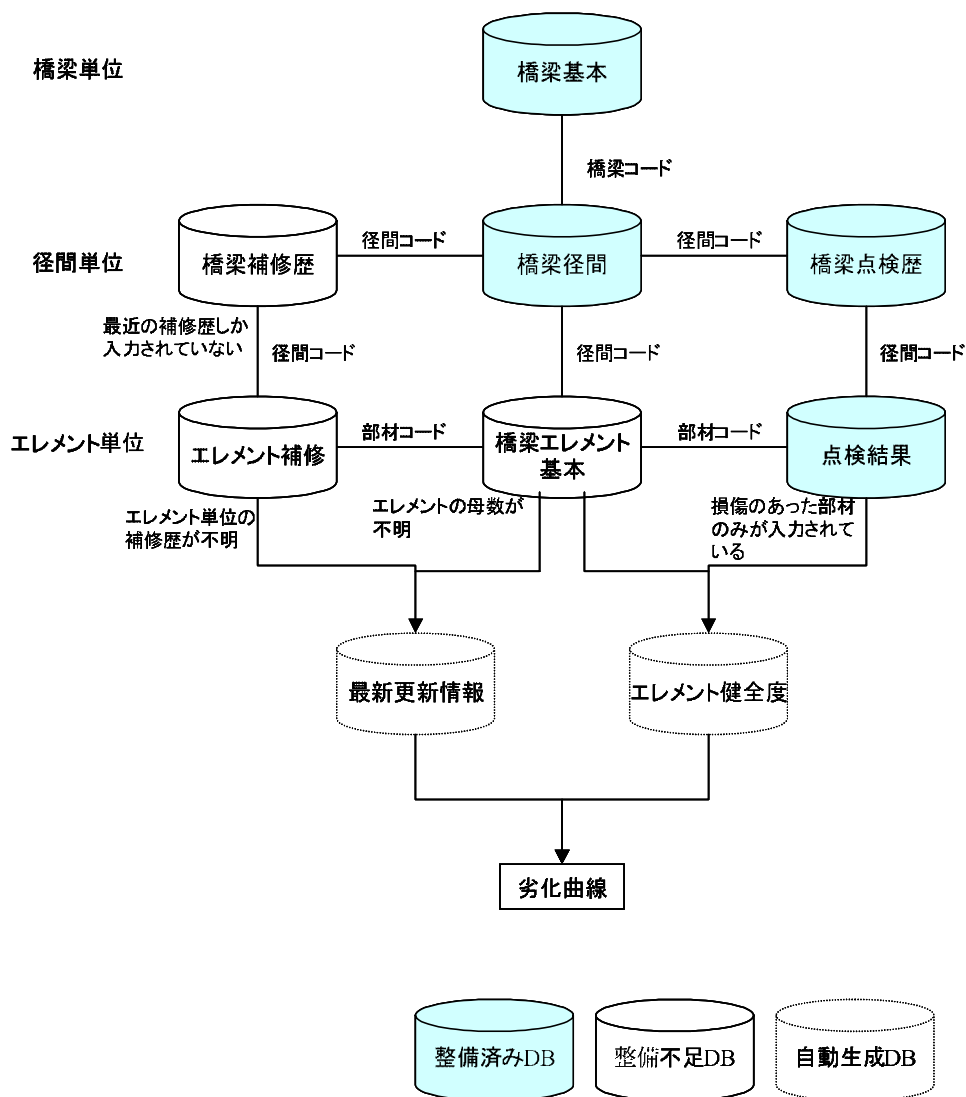 橋梁単位
橋梁基本
橋梁コード
径間単位
橋梁補修歴
径間コード
橋梁径間
径間コード
橋梁点検歴
最近の補修歴しか
入力されていない
径間コード
径間コード
径間コード
エレメント単位
エレメント補修
部材コード
橋梁エレメント
基本
部材コード
点検結果
エレメント単位の
補修歴が不明
エレメントの母数が
不明
損傷のあった部材
のみが入力されて
いる
最新更新情報
エレメント健全度
劣化曲線
整備済みDB
整備不足DB
自動生成DB